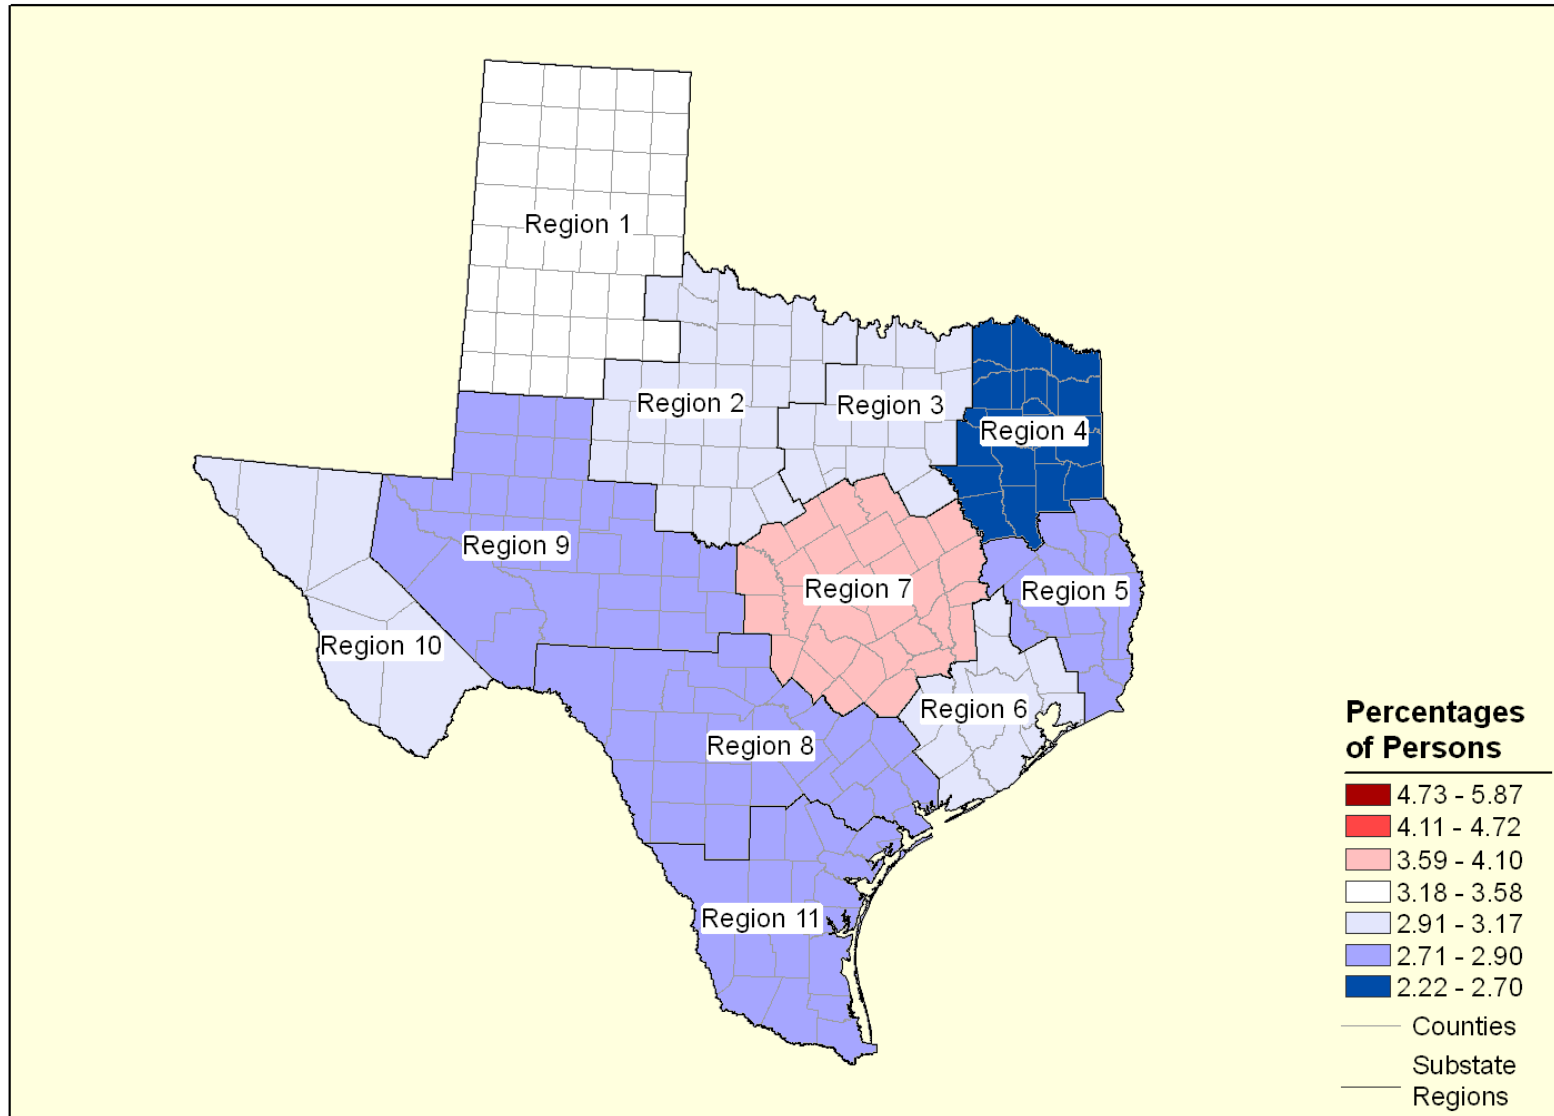 Region 1
Region 2
Region 3
Region 4
Region 9
Region 7
Region 5
Region 10
Region 6
Region 8
Region 11
Percentages
of Persons
4.73 - 5.87
4.11 - 4.72
3.59 - 4.10
3.18 - 3.58
2.91 - 3.17
2.71 - 2.90
2.22 - 2.70
Counties
Substate
Regions